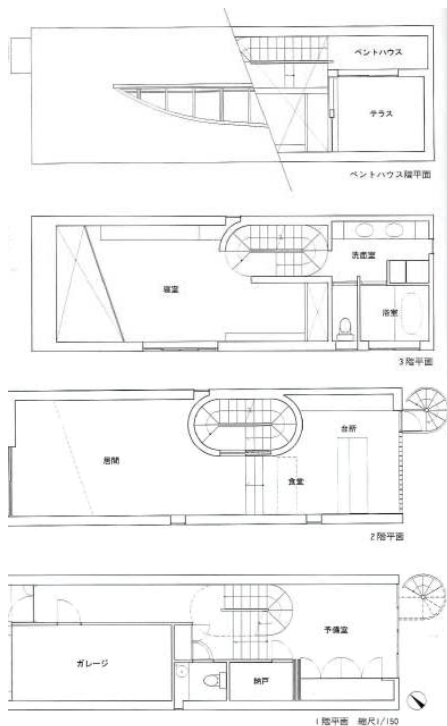 ペントハウス
テラス
ペントハウス階平面
寝室
洗面室
浴室
3階平面
居間
台所
食堂
2階平面
予備室
ガレージ
納戸
1階平面 縮尺1/150